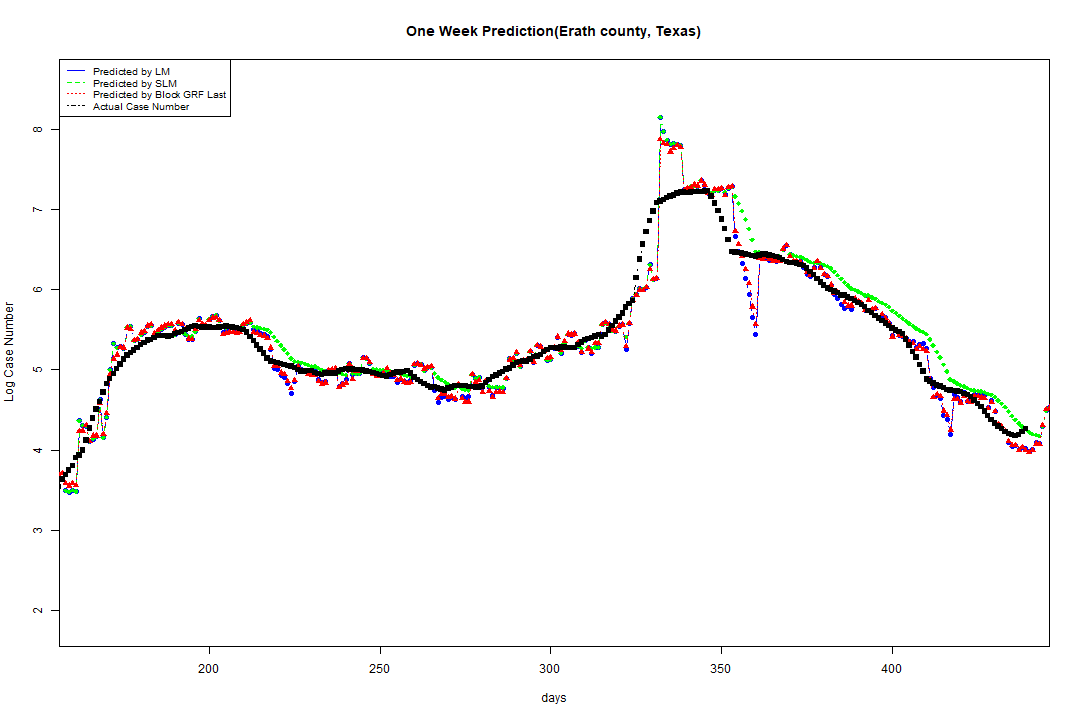 One Week Prediction(Erath county, Texas)
Predicted by LM
Predicted by SLM
Predicted by Block GRF Last
Actual Case Number
8
7
6
5
4
3
2
Log Case Number
200 250 300 350 400
days